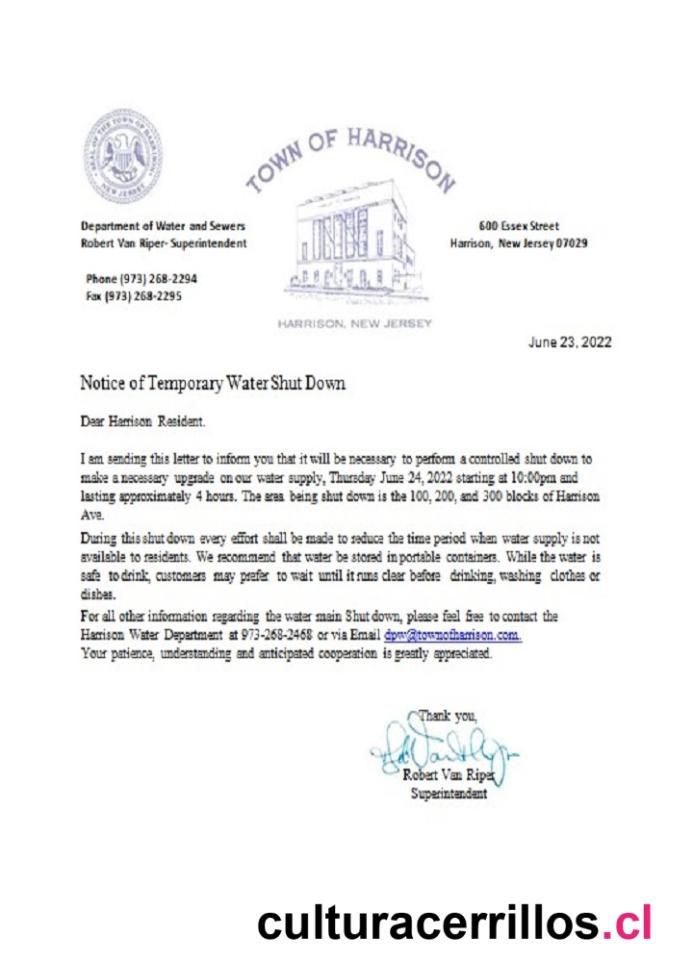 SEAL OF THE TOWN OF HARRISON
NEW JERSEY
TOWN OF HARRISON
Department of Water and Sewers
Robert Van Riper- Superintendent
600 Essex Street
Harrison, New Jersey 07029
Phone (973) 268-2294
Fax (973) 268-2295
HARRISON, NEW JERSEY
June 23, 2022
Notice of Temporary Water Shut Down
Dear Harrison Resident.
I am sending this letter to inform you that it will be necessary to perform a controlled shut down to
make a necessary upgrade on our water supply, Thursday June 24, 2022 starting at 10:00pm and
lasting approximately 4 hours. The area being shut down is the 100, 200, and 300 blocks of Harrison
Ave.
During this shut down every effort shall be made to reduce the time period when water supply is not
available to residents. We recommend that water be stored in portable containers. While the water is
safe to drink, customers may prefer to wait until it runs clear before drinking, washing clothes or
dishes.
For all other information regarding the water main Shut down, please feel free to contact the
Harrison Water Department at 973-268-2468 or via Email dpw@townofharrison.com.
Your patience, understanding and anticipated cooperation is greatly appreciated.
Thank you,
Robert Van Riper
Superintendent
culturacerrillos.cl